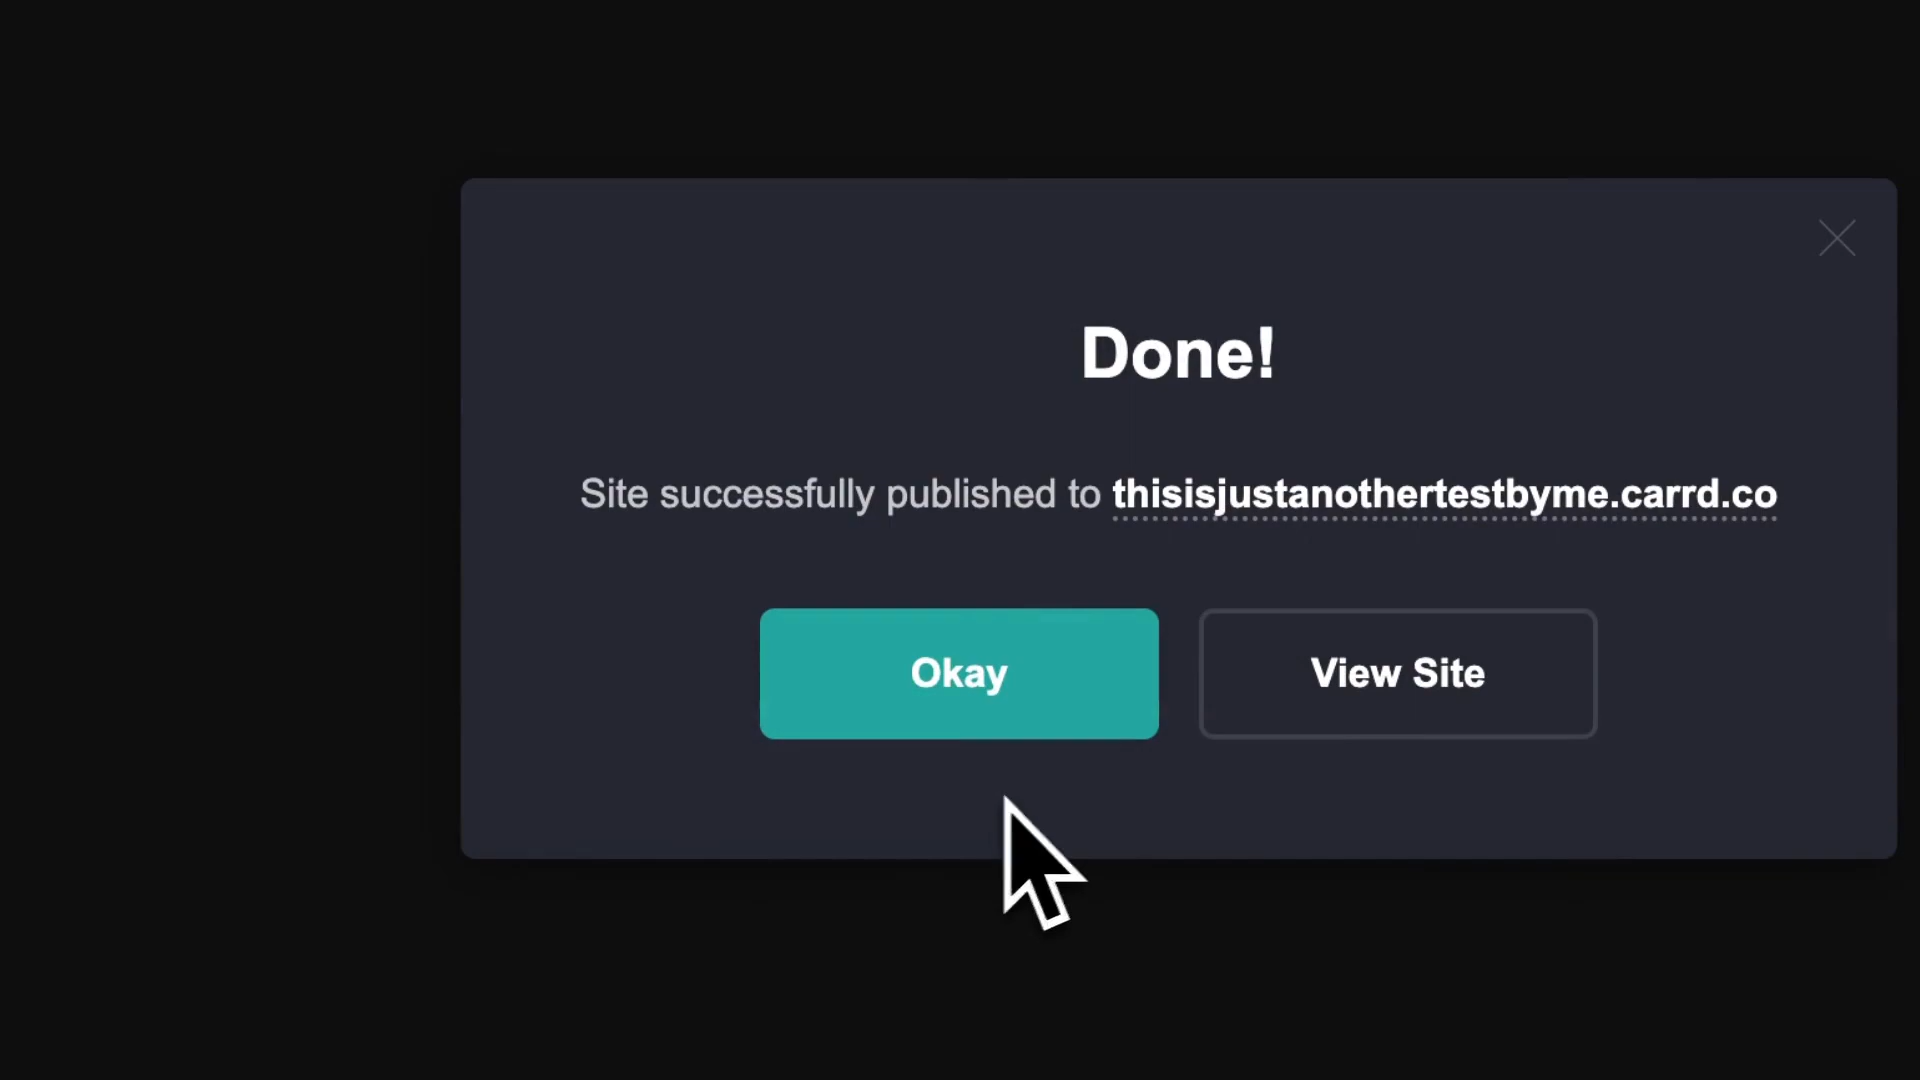 Done!
Site successfully published to thisisjustanothertestbyme.carrd.co
Okay
View Site